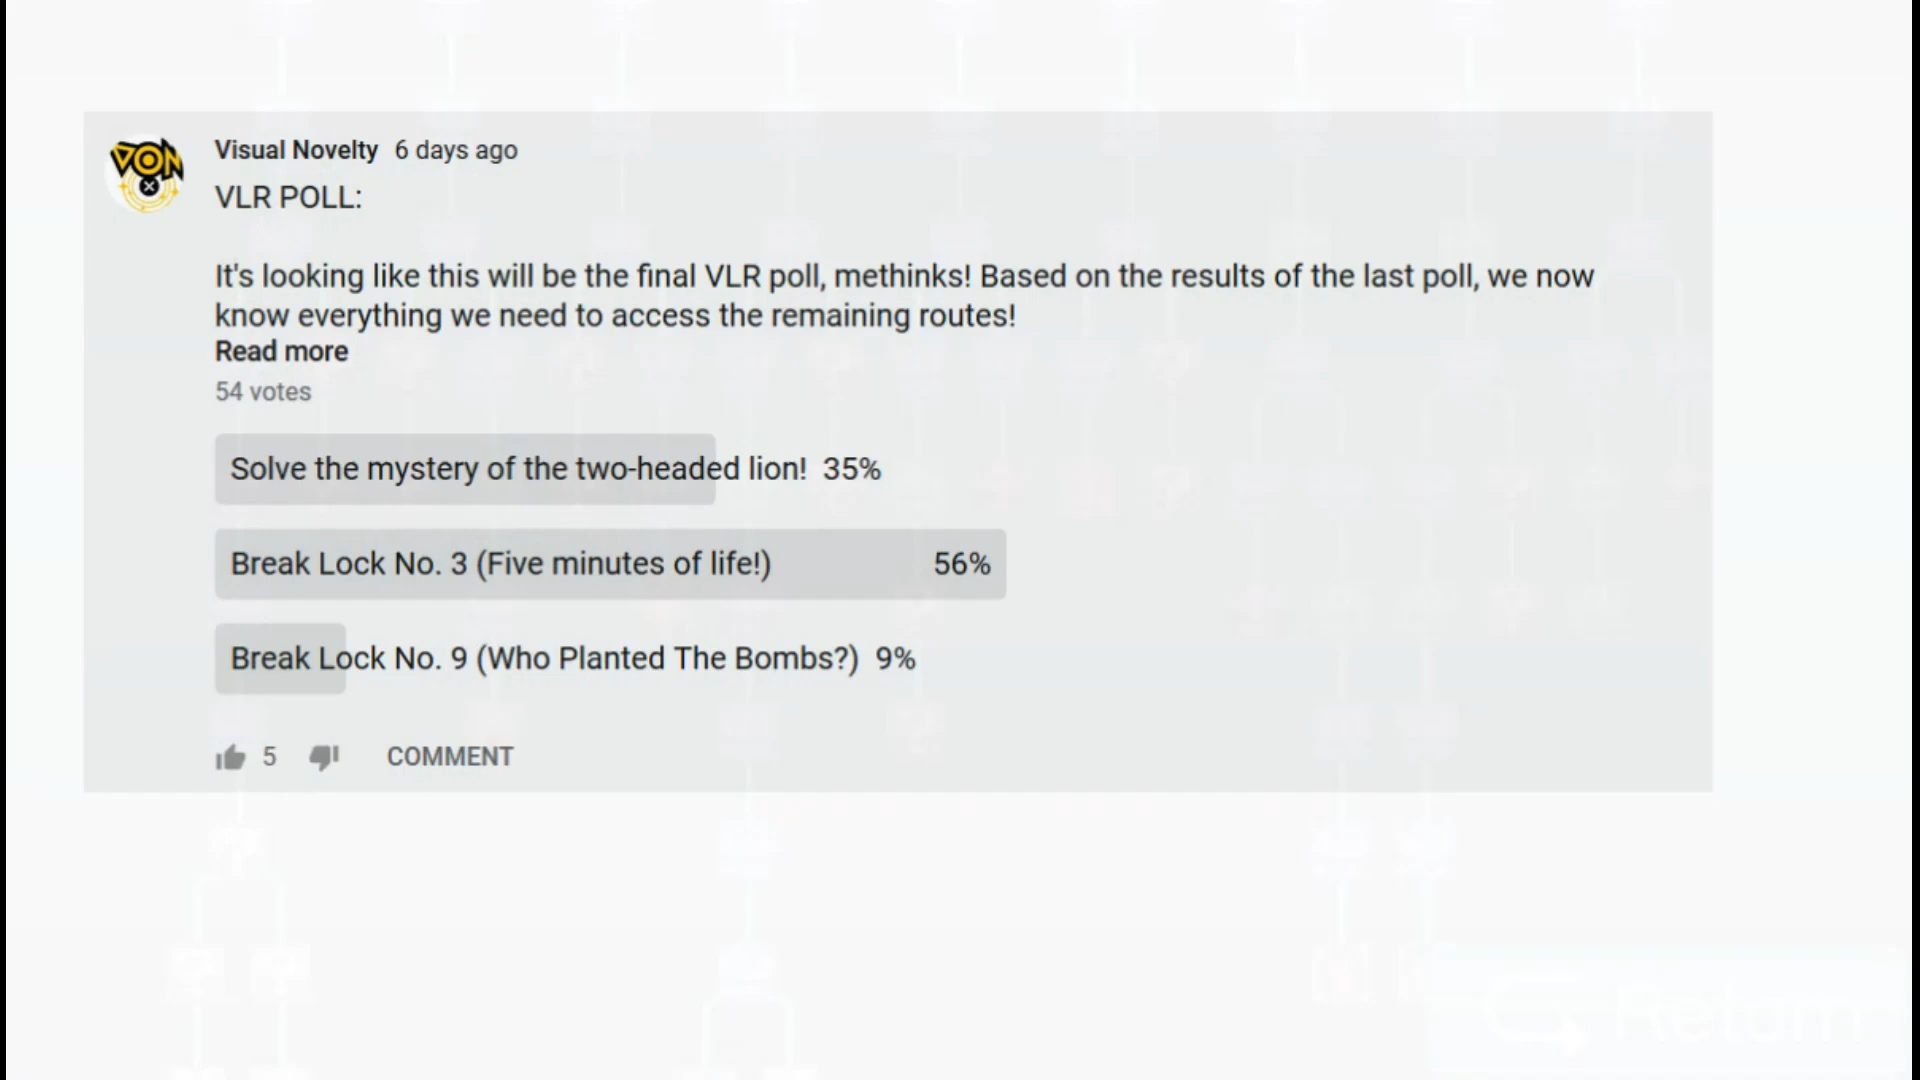 VON
Visual Novelty 6 days ago
VLR POLL:
It's looking like this will be the final VLR poll, methinks! Based on the results of the last poll, we now
know everything we need to access the remaining routes!
Read more
54 votes
Solve the mystery of the two-headed lion! 35%
Break Lock No. 3 (Five minutes of life!) 56%
Break Lock No. 9 (Who Planted The Bombs?) 9%
5 COMMENT
Return